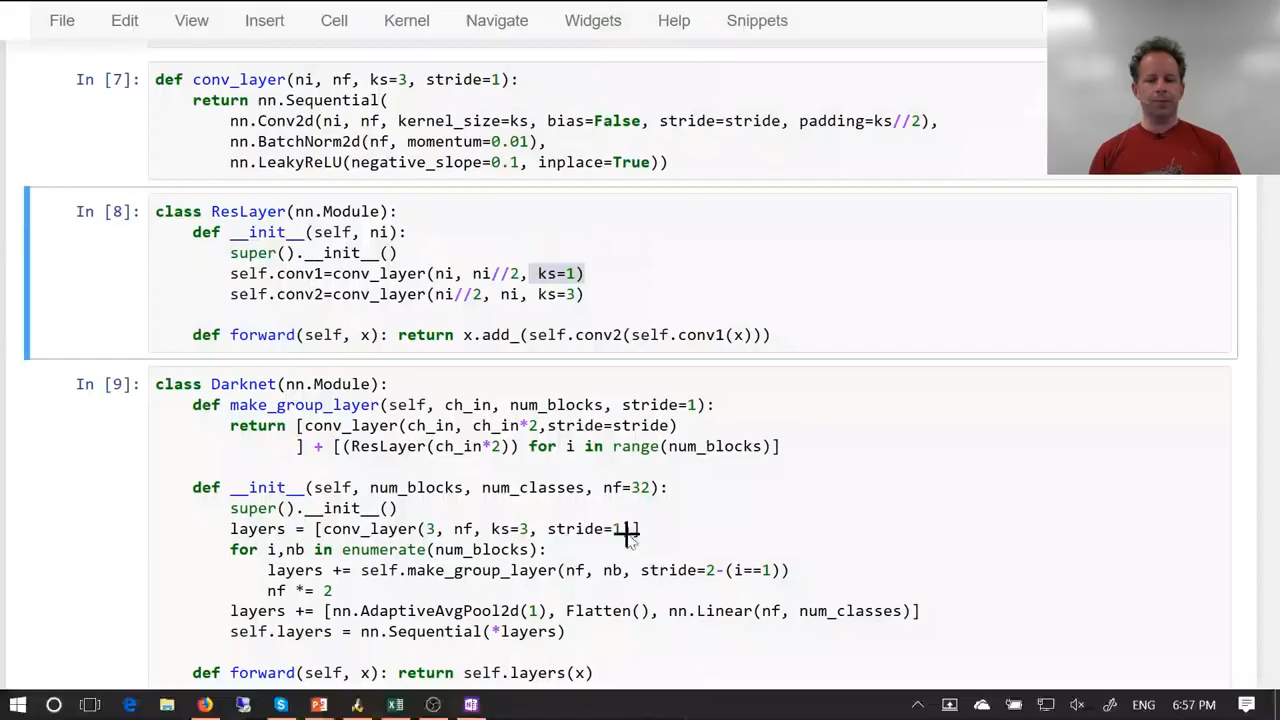 File Edit View Insert Cell Kernel Navigate Widgets Help Snippets
In [7]: def conv_layer(ni, nf, ks=3, stride=1):
return nn.Sequential(
nn.Conv2d(ni, nf, kernel_size=ks, bias=False, stride=stride, padding=ks//2),
nn.BatchNorm2d(nf, momentum=0.01),
nn.LeakyReLU(negative_slope=0.1, inplace=True))
In [8]: class ResLayer(nn.Module):
def __init__(self, ni):
super().__init__()
self.conv1=conv_layer(ni, ni//2, ks=1)
self.conv2=conv_layer(ni//2, ni, ks=3)
def forward(self, x): return x.add_(self.conv2(self.conv1(x)))
In [9]: class Darknet(nn.Module):
def make_group_layer(self, ch_in, num_blocks, stride=1):
return [conv_layer(ch_in, ch_in*2,stride=stride)
] + [(ResLayer(ch_in*2)) for i in range(num_blocks)]
def __init__(self, num_blocks, num_classes, nf=32):
super().__init__()
layers = [conv_layer(3, nf, ks=3, stride=1)]
for i,nb in enumerate(num_blocks):
layers += self.make_group_layer(nf, nb, stride=2-(i==1))
nf *= 2
layers += [nn.AdaptiveAvgPool2d(1), Flatten(), nn.Linear(nf, num_classes)]
self.layers = nn.Sequential(*layers)
def forward(self, x): return self.layers(x)
ENG 6:57 PM